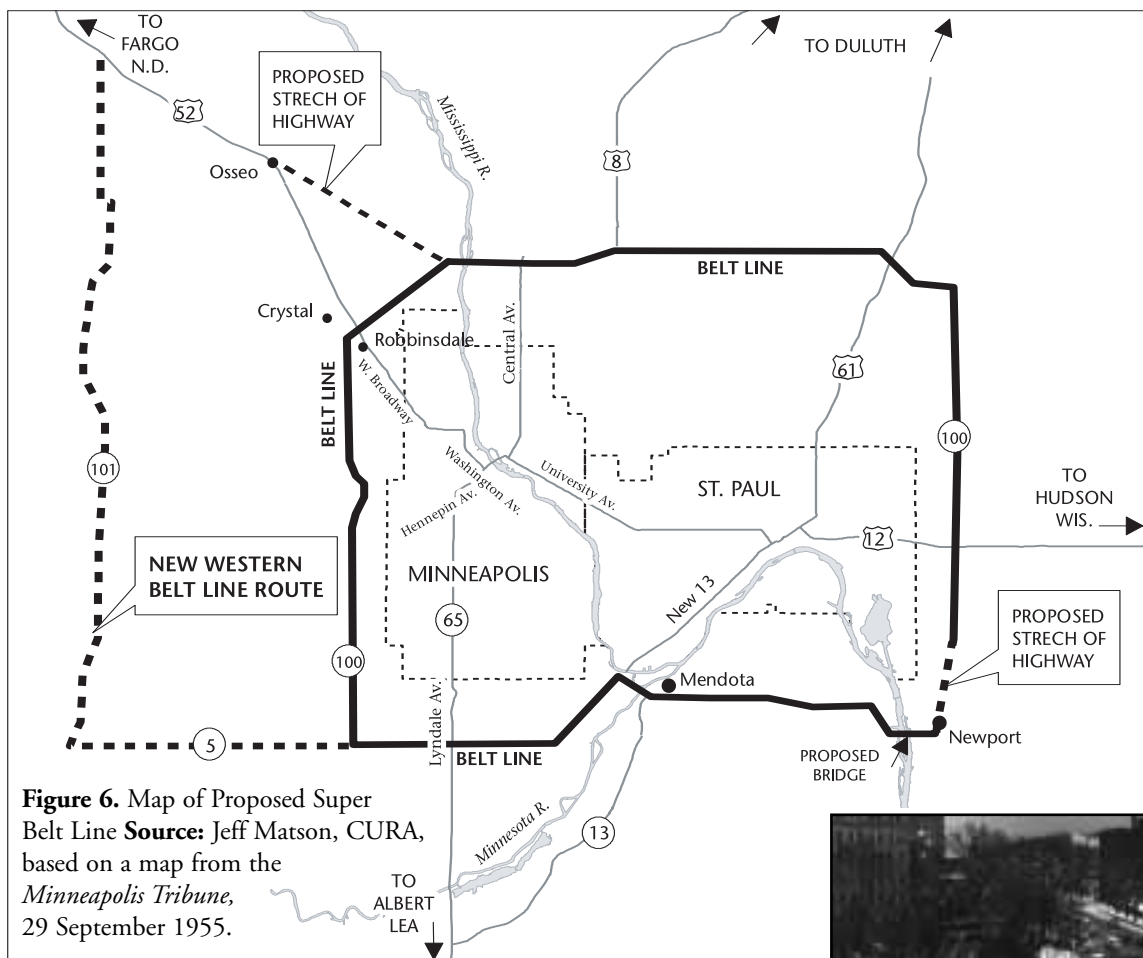 TO
FARGO
N.D.
52
Osseo
PROPOSED
STRECH OF
HIGHWAY
Mississippi R.
8
TO DULUTH
BELT LINE
Crystal
Robbinsdale
W. Broadway
Central Av.
BELT LINE
61
100
101
Washington Av.
Hennepin Av.
University Av.
ST. PAUL
TO
HUDSON
WIS.
12
NEW WESTERN
BELT LINE ROUTE
MINNEAPOLIS
65
New 13
100
Mendota
PROPOSED
STRECH OF
HIGHWAY
Lyndale Av.
5
BELT LINE
PROPOSED
BRIDGE
Newport
Minnesota R.
13
TO
ALBERT
LEA
Figure 6. Map of Proposed Super
Belt Line Source: Jeff Matson, CURA,
based on a map from the
Minneapolis Tribune,
29 September 1955.